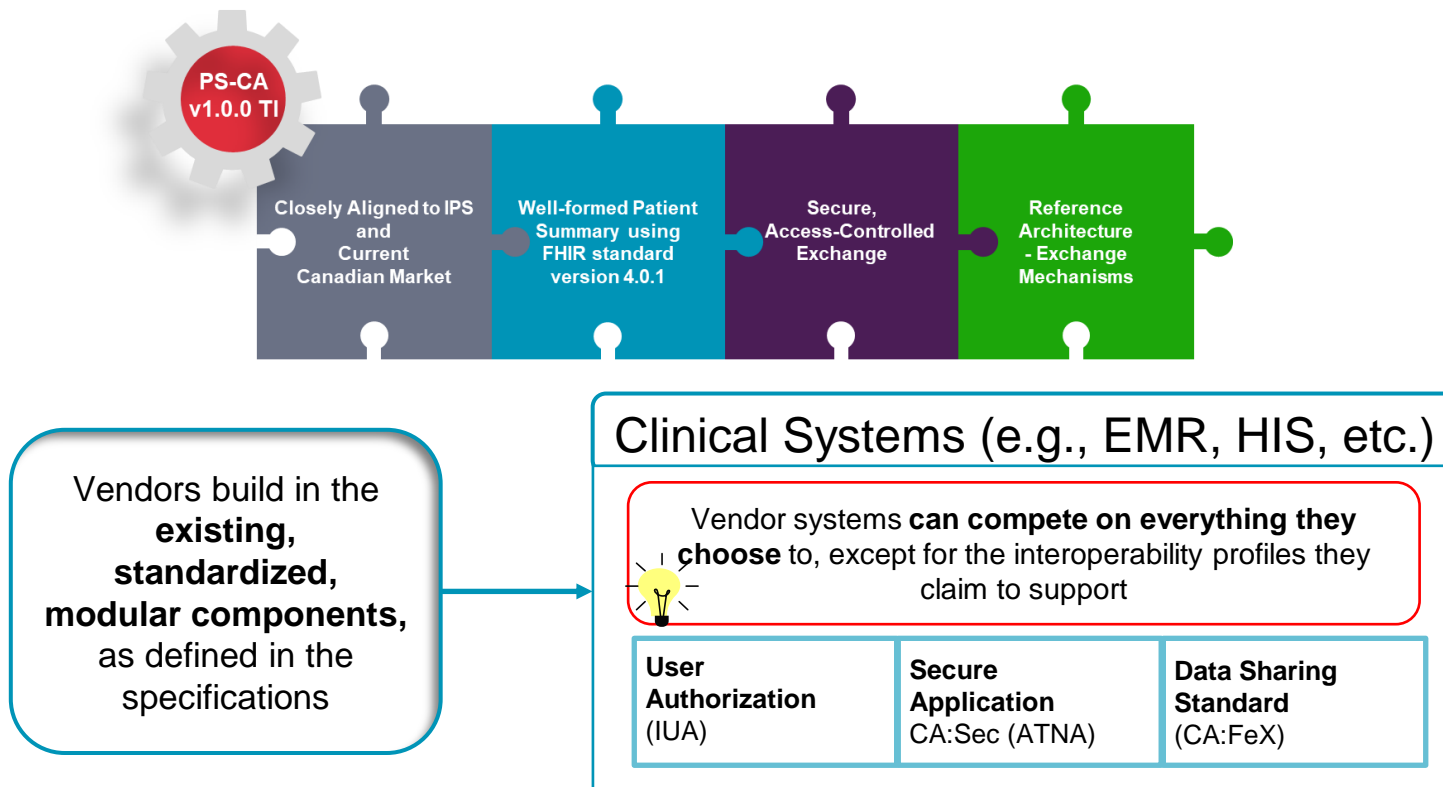 PS-CA
v1.0.0 TI
Closely Aligned to IPS
and
Current
Canadian Market
Well-formed Patient
Summary using
FHIR standard
version 4.0.1
Secure,
Access-Controlled
Exchange
Reference
Architecture
- Exchange
Mechanisms
Vendors build in the
existing,
standardized,
modular components,
as defined in the
specifications
Clinical Systems (e.g., EMR, HIS, etc.)
Vendor systems can compete on everything they
choose to, except for the interoperability profiles they
claim to support
User
Authorization
(IUA)
Secure
Application
CA:Sec (ATNA)
Data Sharing
Standard
(CA:FeX)